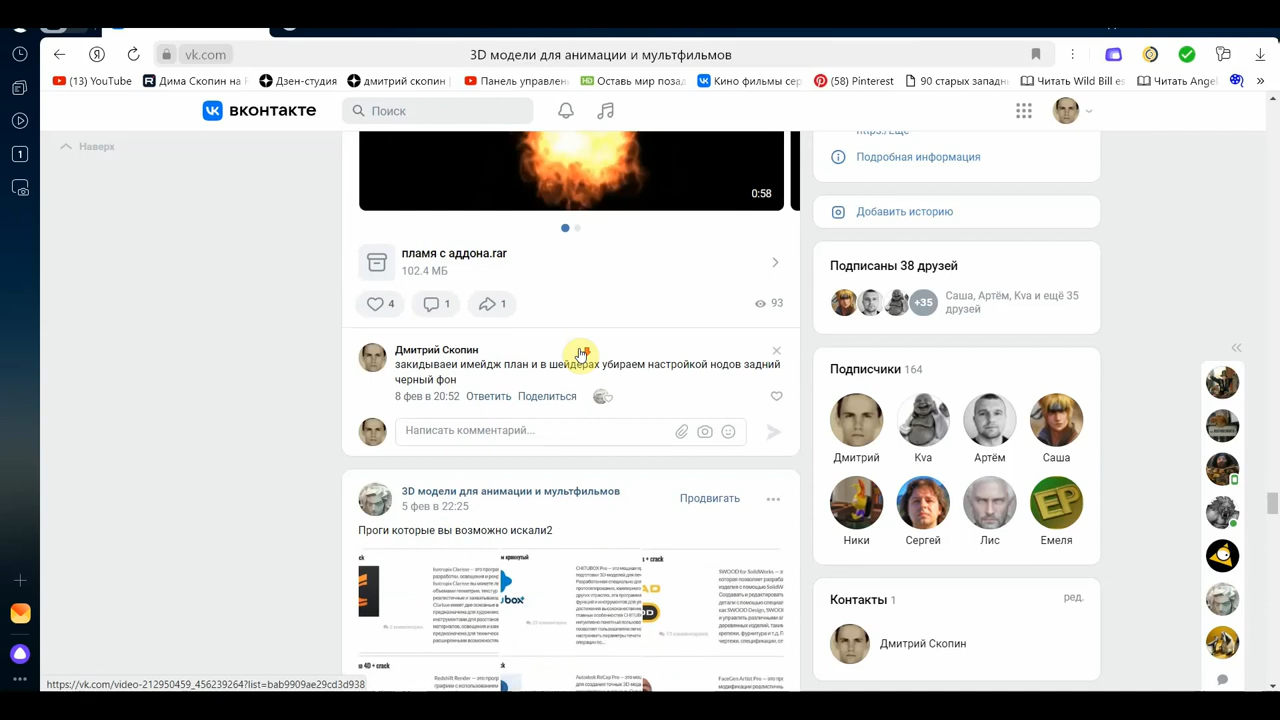 vk.com
3D модели для анимации и мультфильмов
(13) YouTube
Дима Скопин на R
Дзен-студия
дмитрий скопин
Панель управлен
HD Оставь мир позад
Кино фильмы сер
(58) Pinterest
90 старых западн
Читать Wild Bill es
Читать Angel
»
вконтакте
Поиск
Наверх
1
0:58
пламя с аддона.rar
102.4 МБ
4
1
1
93
Дмитрий Скопин
закидываеи имейдж план и в шейдерах убираем настройкой нодов задний
черный фон
8 фев в 20:52 Ответить Поделиться
Написать комментарий...
3D модели для анимации и мультфильмов
5 фев в 22:25
Продвигать
Проги которые вы возможно искали2
Подробная информация
Добавить историю
Подписаны 38 друзей
+35
Саша, Артём, Kva и ещё 35
друзей
Подписчики 164
Дмитрий Kva Артём Саша
EP
Ники Сергей Лис Емеля
Контакты 1
ред.
Дмитрий Скопин
https://vk.com/video-212950459_456239264?list=bab9909ae29cd3d938